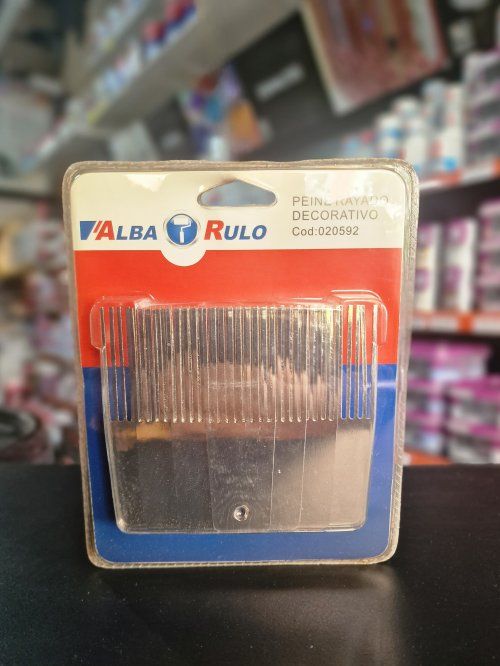 PEINE RAYADO
DECORATIVO
Cod:020592
ALBA RULO